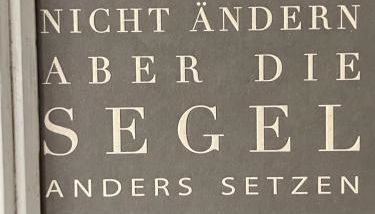 NICHT ÄNDERN
ABER DIE
SEGEL
ANDERS SETZEN